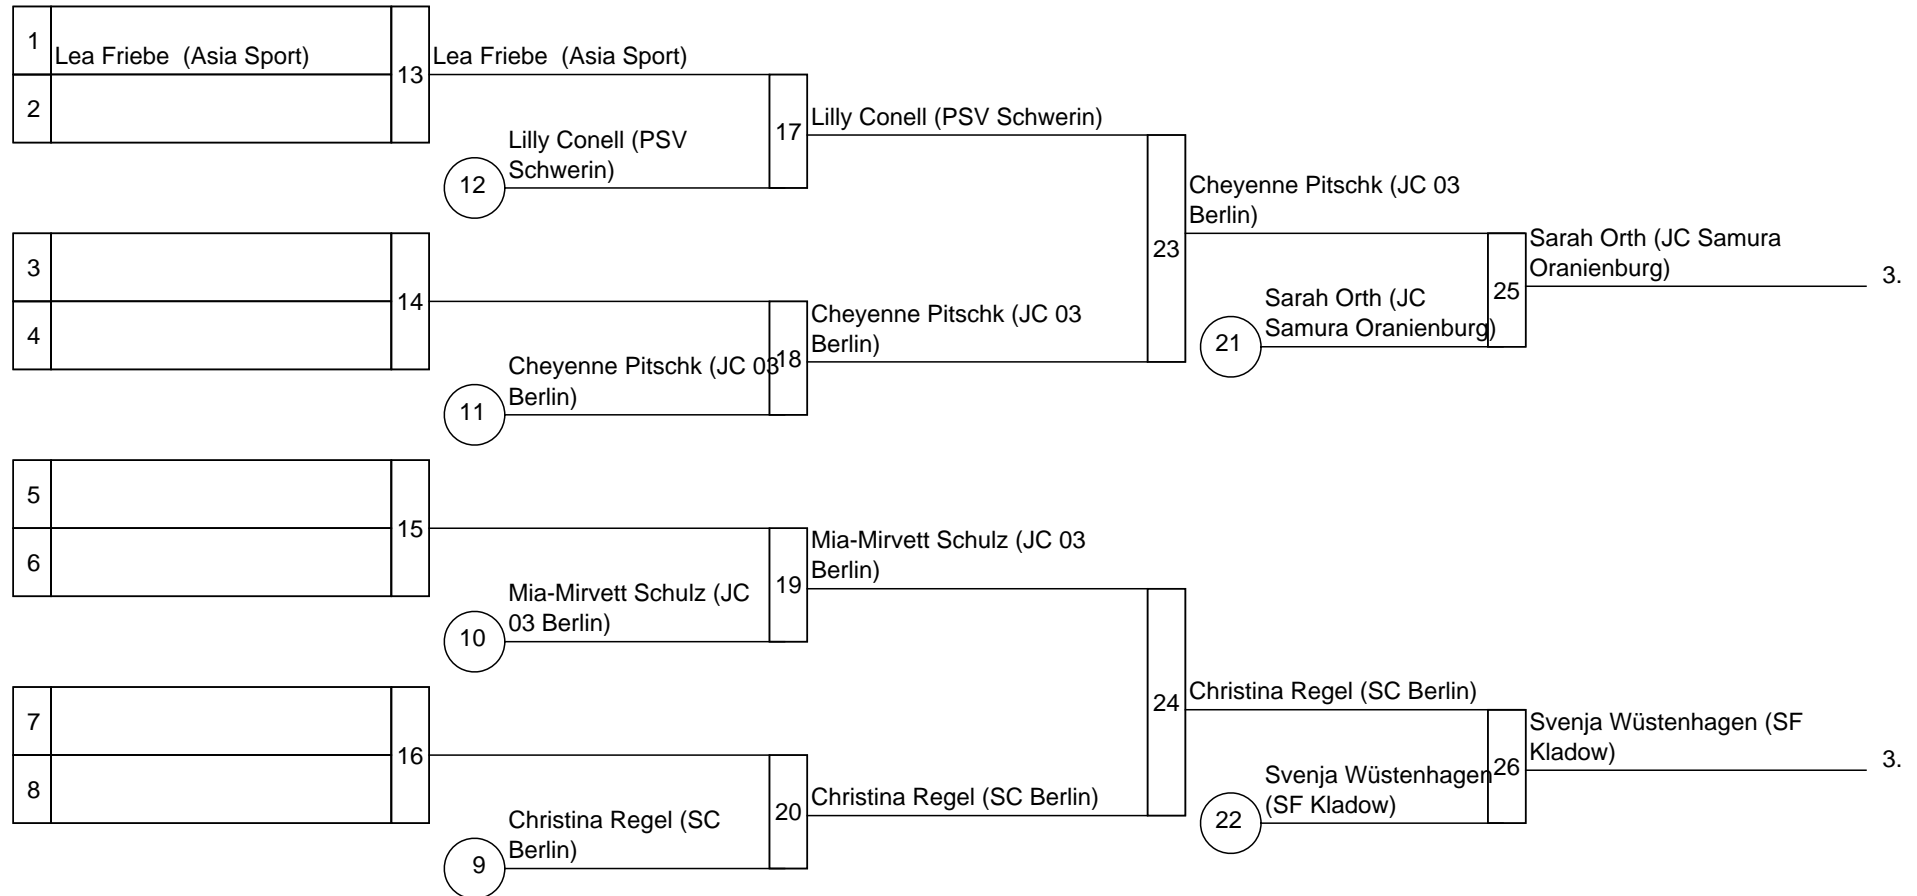 1
Lea Friebe (Asia Sport)
2
13
Lea Friebe (Asia Sport)
12
Lilly Conell (PSV
Schwerin)
17
Lilly Conell (PSV Schwerin)
3
4
14
11
Cheyenne Pitschk (JC 03
Berlin)
18
Cheyenne Pitschk (JC 03
Berlin)
23
Cheyenne Pitschk (JC 03
Berlin)
21
Sarah Orth (JC
Samura Oranienburg)
25
Sarah Orth (JC Samura
Oranienburg)
3.
5
6
15
10
Mia-Mirvett Schulz (JC
03 Berlin)
19
Mia-Mirvett Schulz (JC 03
Berlin)
7
8
16
9
Christina Regel (SC
Berlin)
20
Christina Regel (SC Berlin)
24
Christina Regel (SC Berlin)
22
Svenja Wüstenhagen
(SF Kladow)
26
Svenja Wüstenhagen (SF
Kladow)
3.